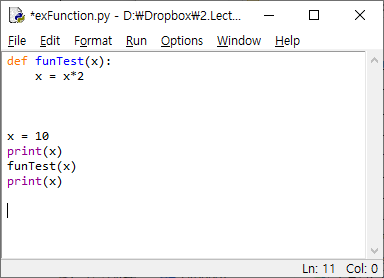 *exFunction.py - D:₩Dropbox₩2.Lect...
File Edit Format Run Options Window Help
def funTest(x):
    x = x*2
x = 10
print(x)
funTest(x)
print(x)
Ln: 11 Col: 0